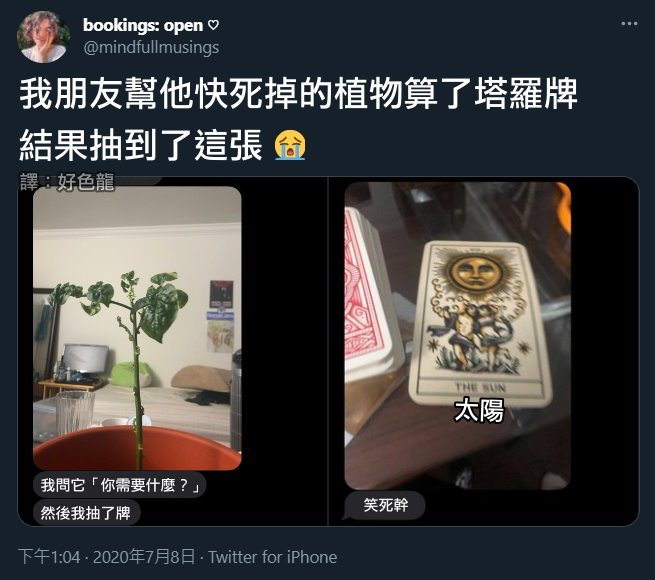 bookings: open ♡
@mindfullmusings
我朋友幫他快死掉的植物算了塔羅牌
結果抽到了這張 😭
譯：好色龍
我問它「你需要什麼？」
然後我抽了牌
THE SUN
太陽
笑死幹
下午1:04 · 2020年7月8日 · Twitter for iPhone